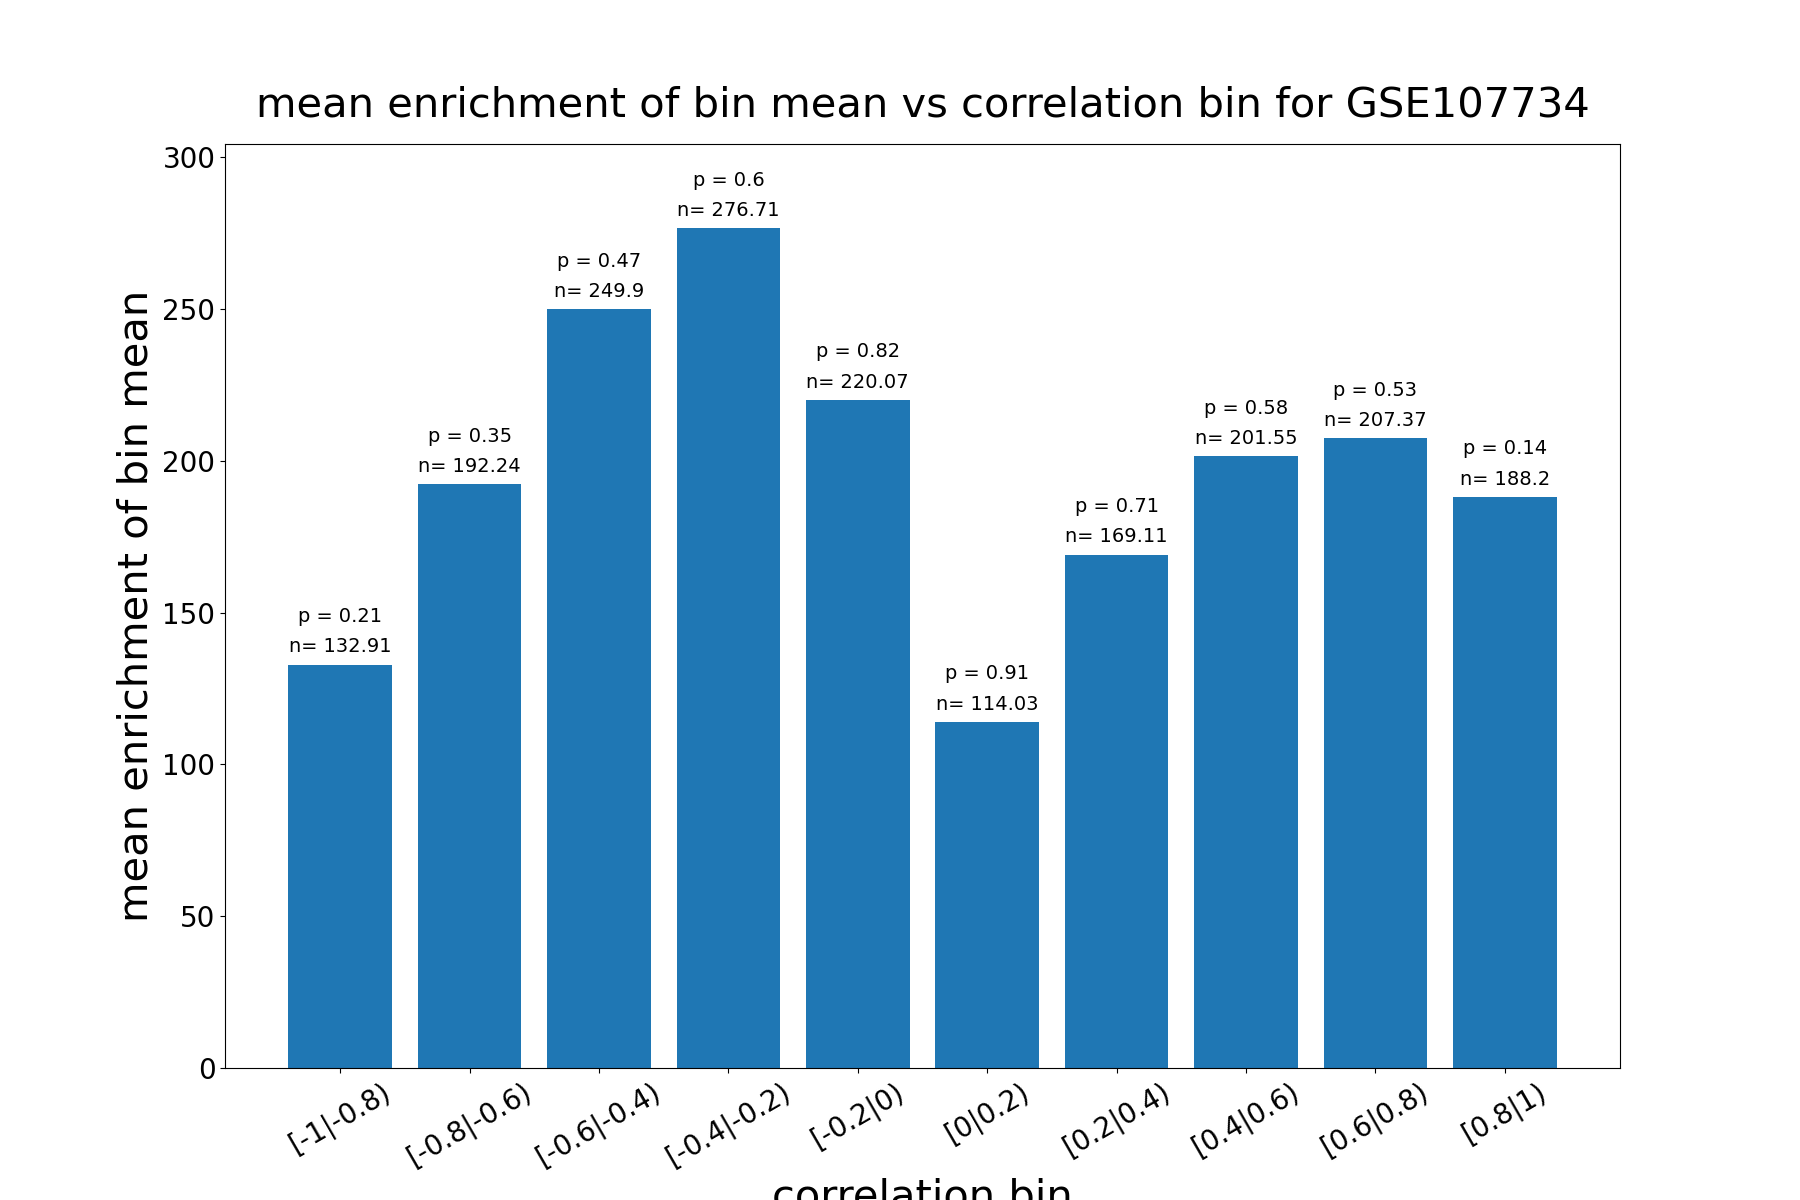 mean enrichment of bin mean vs correlation bin for GSE107734
mean enrichment of bin mean
300
250
200
150
100
50
0
p = 0.21
n= 132.91
p = 0.35
n= 192.24
p = 0.47
n= 249.9
p = 0.6
n= 276.71
p = 0.82
n= 220.07
p = 0.91
n= 114.03
p = 0.71
n= 169.11
p = 0.58
n= 201.55
p = 0.53
n= 207.37
p = 0.14
n= 188.2
[-1|-0.8)
[-0.8|-0.6)
[-0.6|-0.4)
[-0.4|-0.2)
[-0.2|0)
[0|0.2)
[0.2|0.4)
[0.4|0.6)
[0.6|0.8)
[0.8|1)
correlation bin